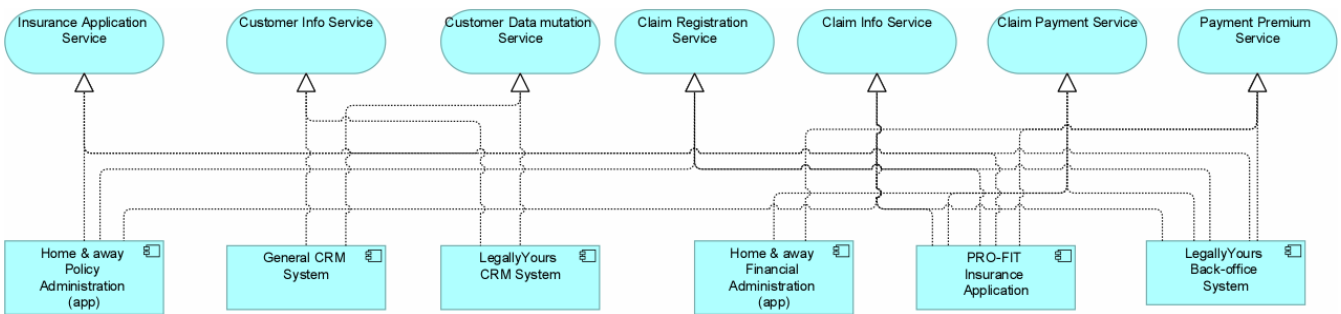 Insurance Application
Service
Customer Info Service
Customer Data mutation
Service
Claim Registration
Service
Claim Info Service
Claim Payment Service
Payment Premium
Service
Home & away
Policy
Administration
(app)
General CRM
System
LegallyYours
CRM System
Home & away
Financial
Administration
(app)
PRO-FIT
Insurance
Application
LegallyYours
Back-office
System